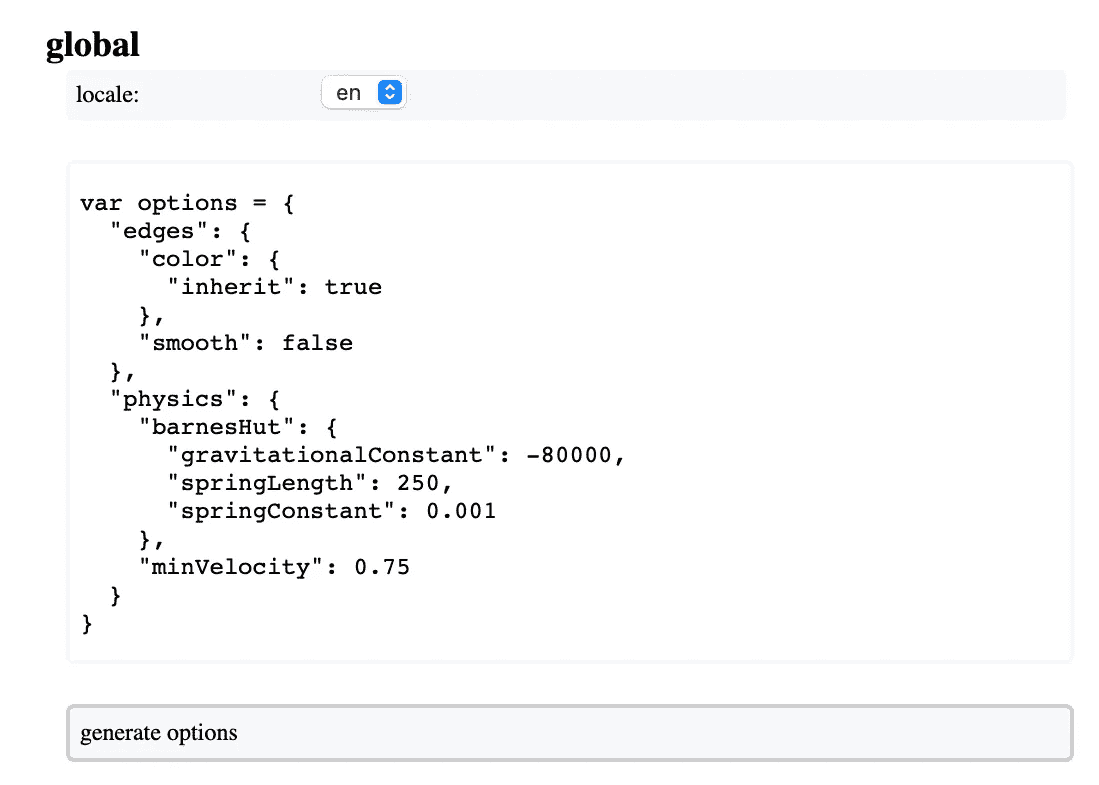 global
locale:
en
var options = {
  "edges": {
    "color": {
      "inherit": true
    },
    "smooth": false
  },
  "physics": {
    "barnesHut": {
      "gravitationalConstant": -80000,
      "springLength": 250,
      "springConstant": 0.001
    },
    "minVelocity": 0.75
  }
}
generate options